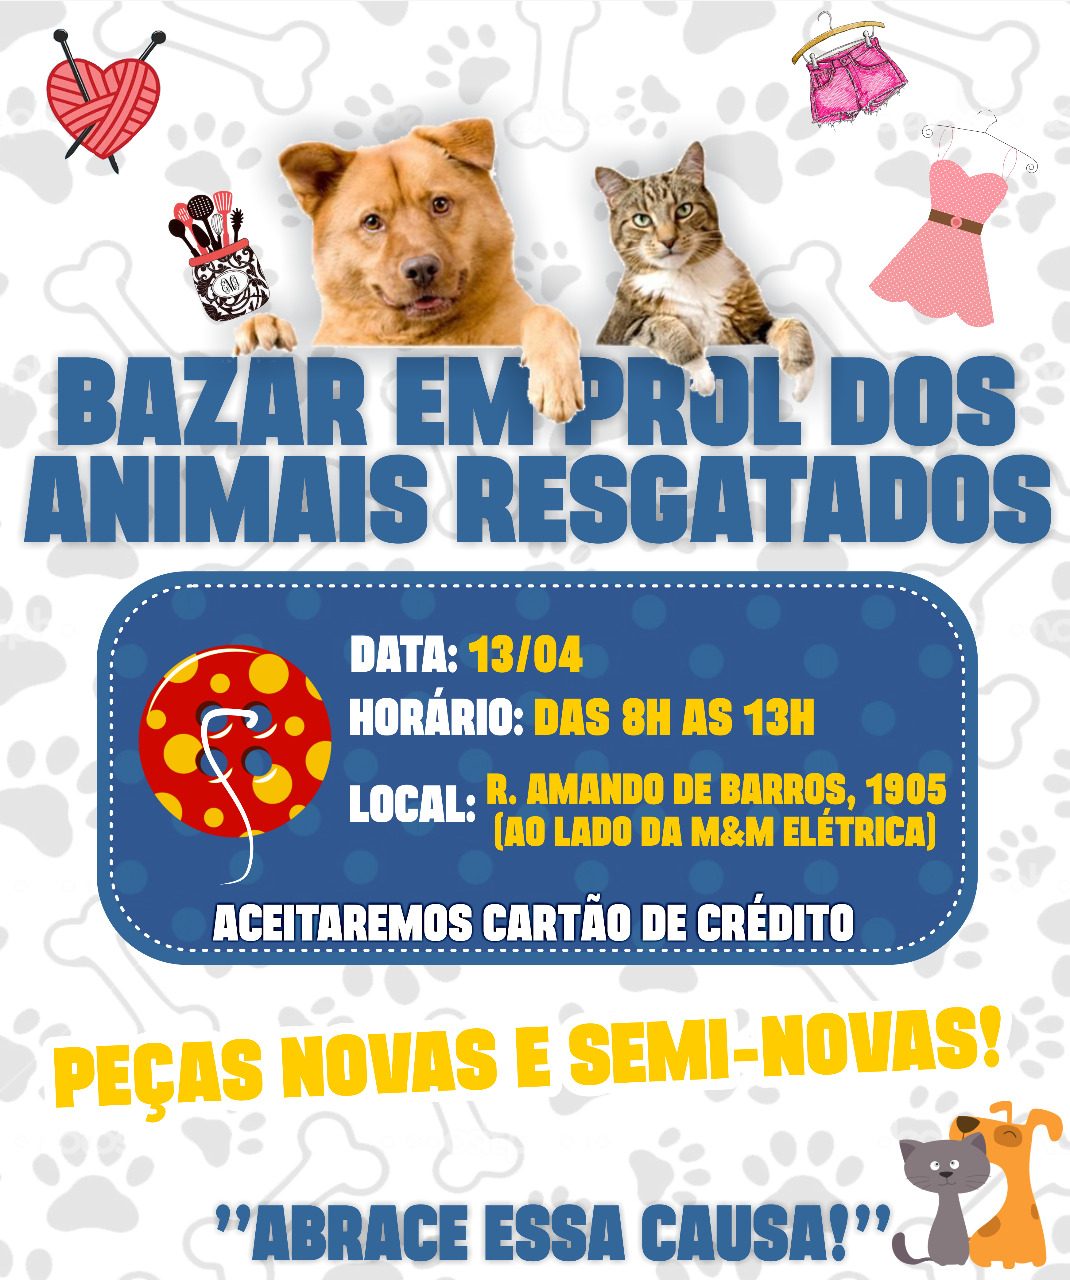 BAZAR EM PROL DOS
ANIMAIS RESGATADOS
DATA: 13/04
HORÁRIO: DAS 8H AS 13H
LOCAL: R. AMANDO DE BARROS, 1905
(AO LADO DA M&M ELÉTRICA)
ACEITAREMOS CARTÃO DE CRÉDITO
PEÇAS NOVAS E SEMI-NOVAS!
"ABRACE ESSA CAUSA!"